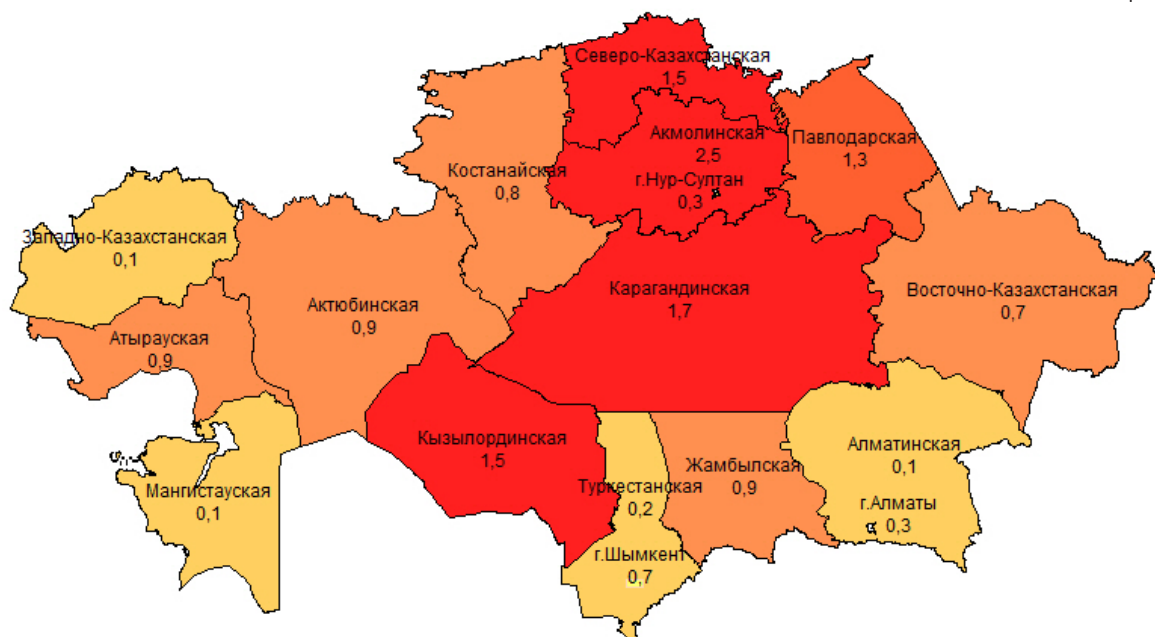 Северо-Казахстанская
1,5
Акмолинская
2,5
г.Нур-Султан
0,3
Павлодарская
1,3
Костанайская
0,8
Западно-Казахстанская
0,1
Карагандинская
1,7
Восточно-Казахстанская
0,7
Актюбинская
0,9
Атырауская
0,9
Кызылординская
1,5
Алматинская
0,1
г.Алматы
0,3
Жамбылская
0,9
Туркестанская
0,2
г.Шымкент
0,7
Мангистауская
0,1